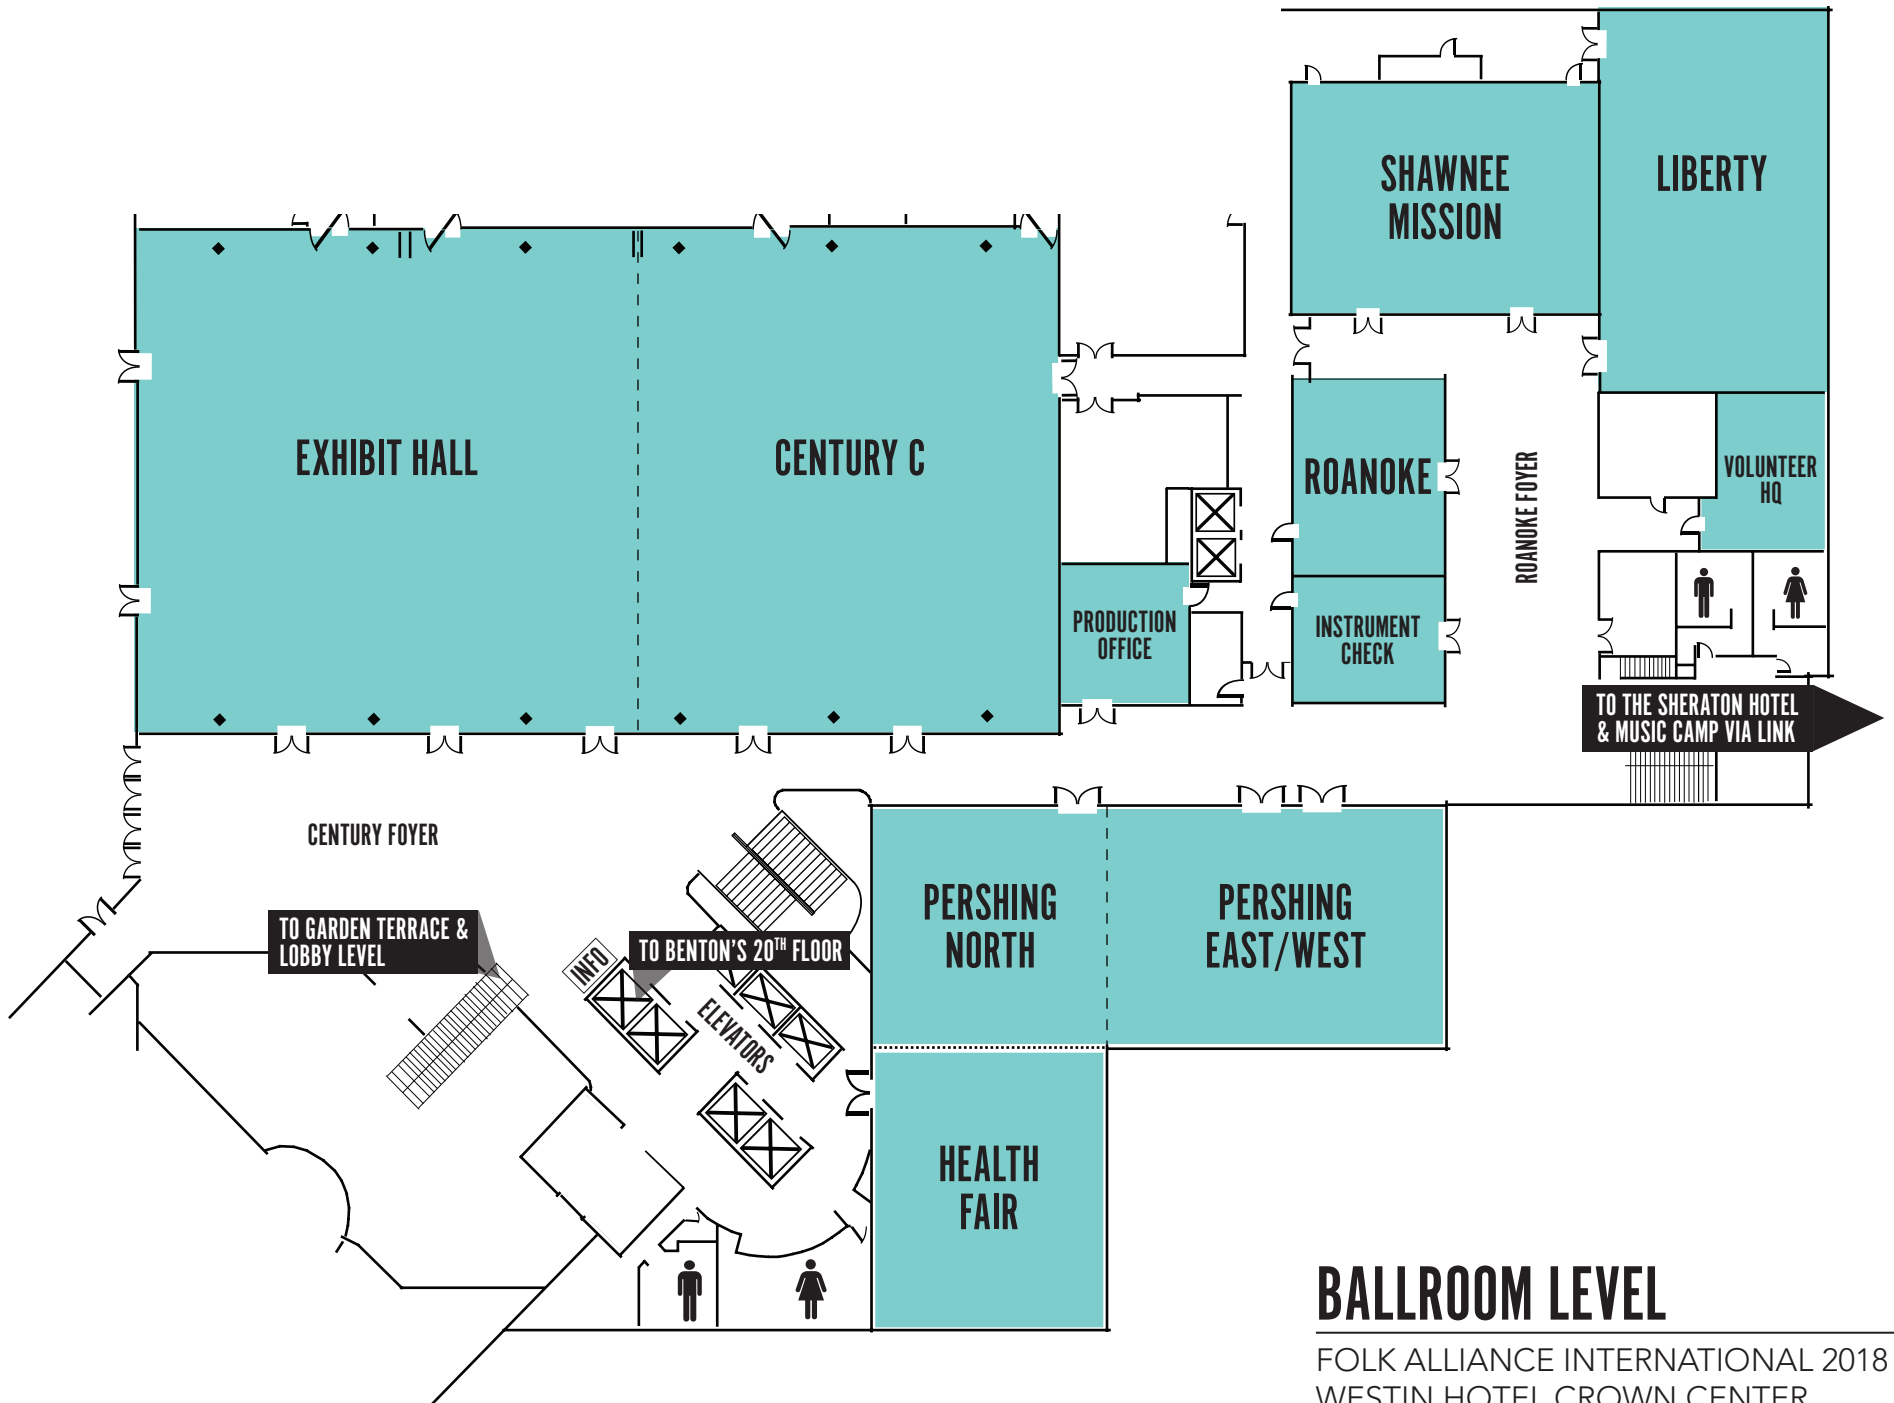 SHAWNEE
MISSION
LIBERTY
EXHIBIT HALL
CENTURY C
ROANOKE
ROANOKE FOYER
VOLUNTEER
HQ
PRODUCTION
OFFICE
INSTRUMENT
CHECK
TO THE SHERATON HOTEL
& MUSIC CAMP VIA LINK
CENTURY FOYER
TO GARDEN TERRACE &
LOBBY LEVEL
INFO
TO BENTON'S 20TH FLOOR
ELEVATORS
PERSHING
NORTH
PERSHING
EAST/WEST
HEALTH
FAIR
BALLROOM LEVEL
FOLK ALLIANCE INTERNATIONAL 2018
WESTIN HOTEL CROWN CENTER